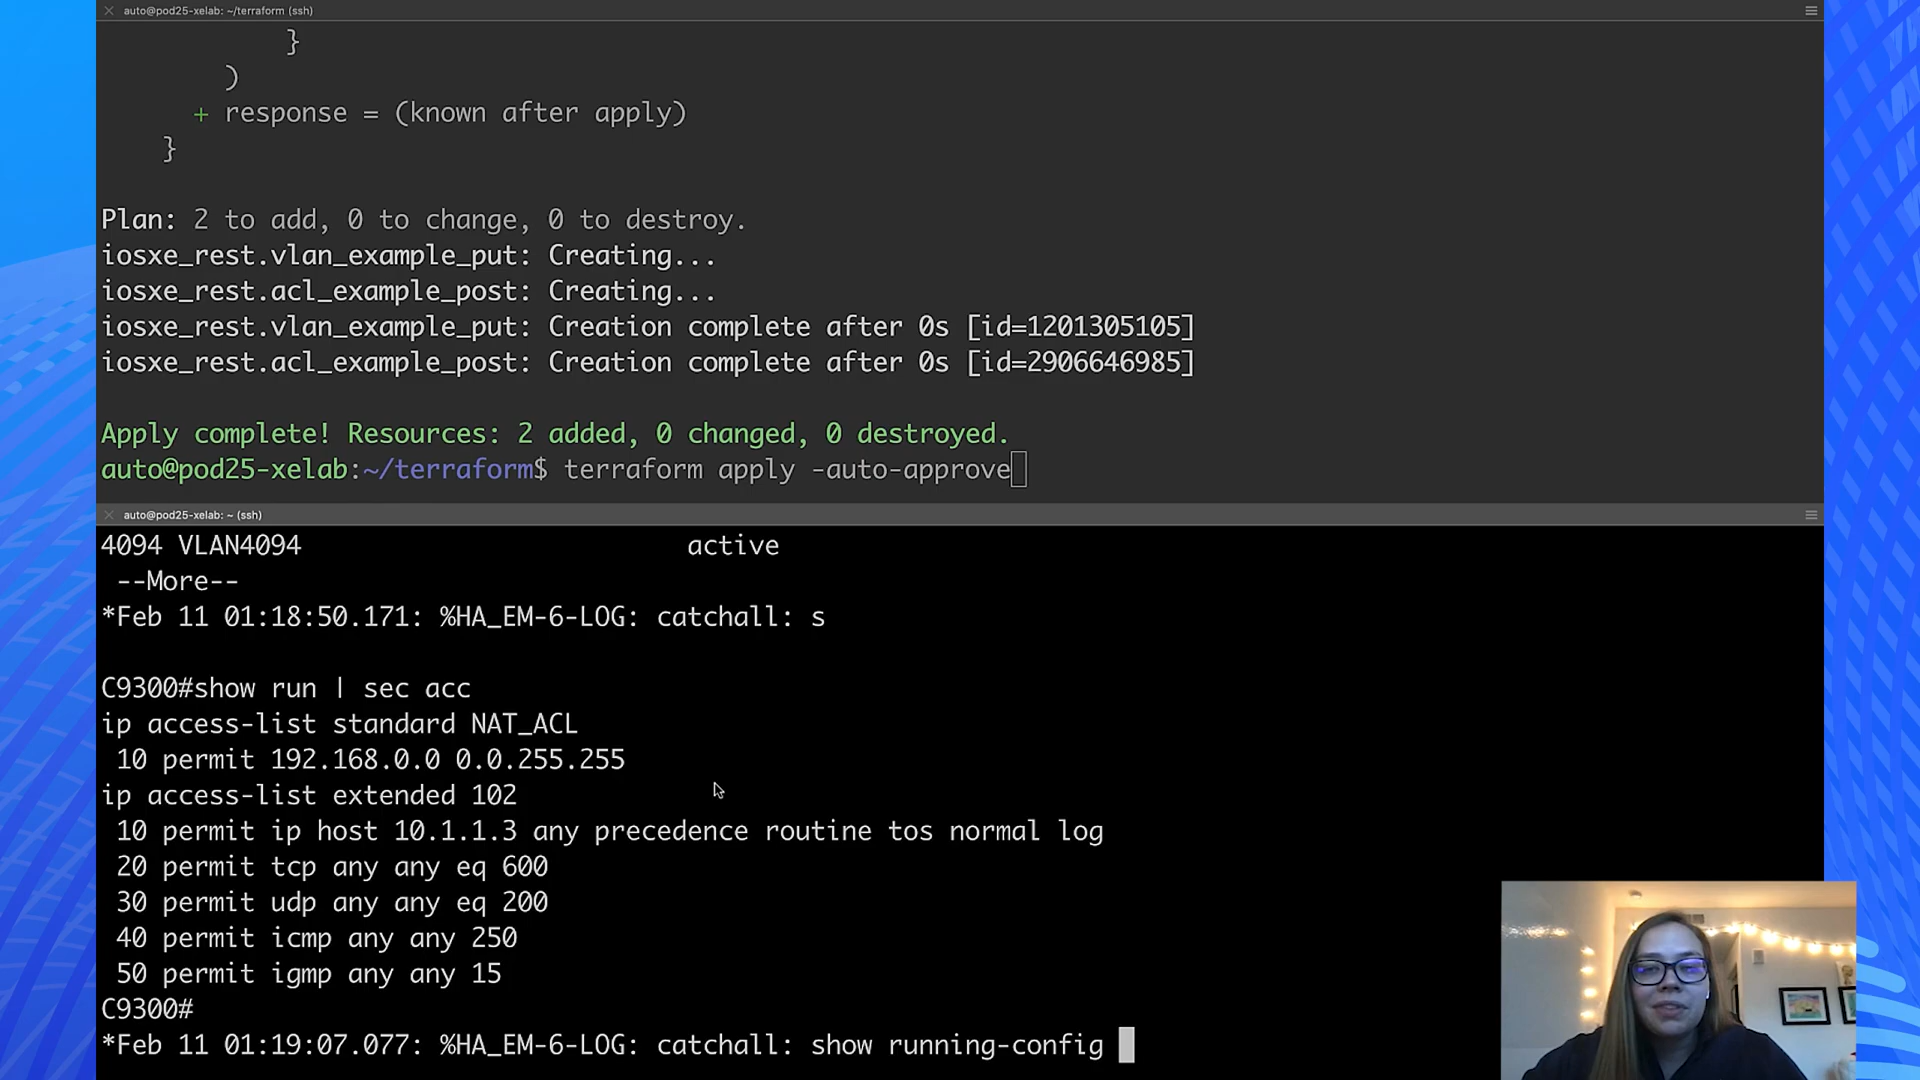 auto@pod25-xelab: ~/terraform (ssh)
}
)
+ response = (known after apply)
}
Plan: 2 to add, 0 to change, 0 to destroy.
iosxe_rest.vlan_example_put: Creating...
iosxe_rest.acl_example_post: Creating...
iosxe_rest.vlan_example_put: Creation complete after 0s [id=1201305105]
iosxe_rest.acl_example_post: Creation complete after 0s [id=2906646985]
Apply complete! Resources: 2 added, 0 changed, 0 destroyed.
auto@pod25-xelab:~/terraform$ terraform apply -auto-approve
auto@pod25-xelab: ~ (ssh)
4094 VLAN4094 active
--More--
*Feb 11 01:18:50.171: %HA_EM-6-LOG: catchall: s
C9300#show run | sec acc
ip access-list standard NAT_ACL
10 permit 192.168.0.0 0.0.255.255
ip access-list extended 102
10 permit ip host 10.1.1.3 any precedence routine tos normal log
20 permit tcp any any eq 600
30 permit udp any any eq 200
40 permit icmp any any 250
50 permit igmp any any 15
C9300#
*Feb 11 01:19:07.077: %HA_EM-6-LOG: catchall: show running-config